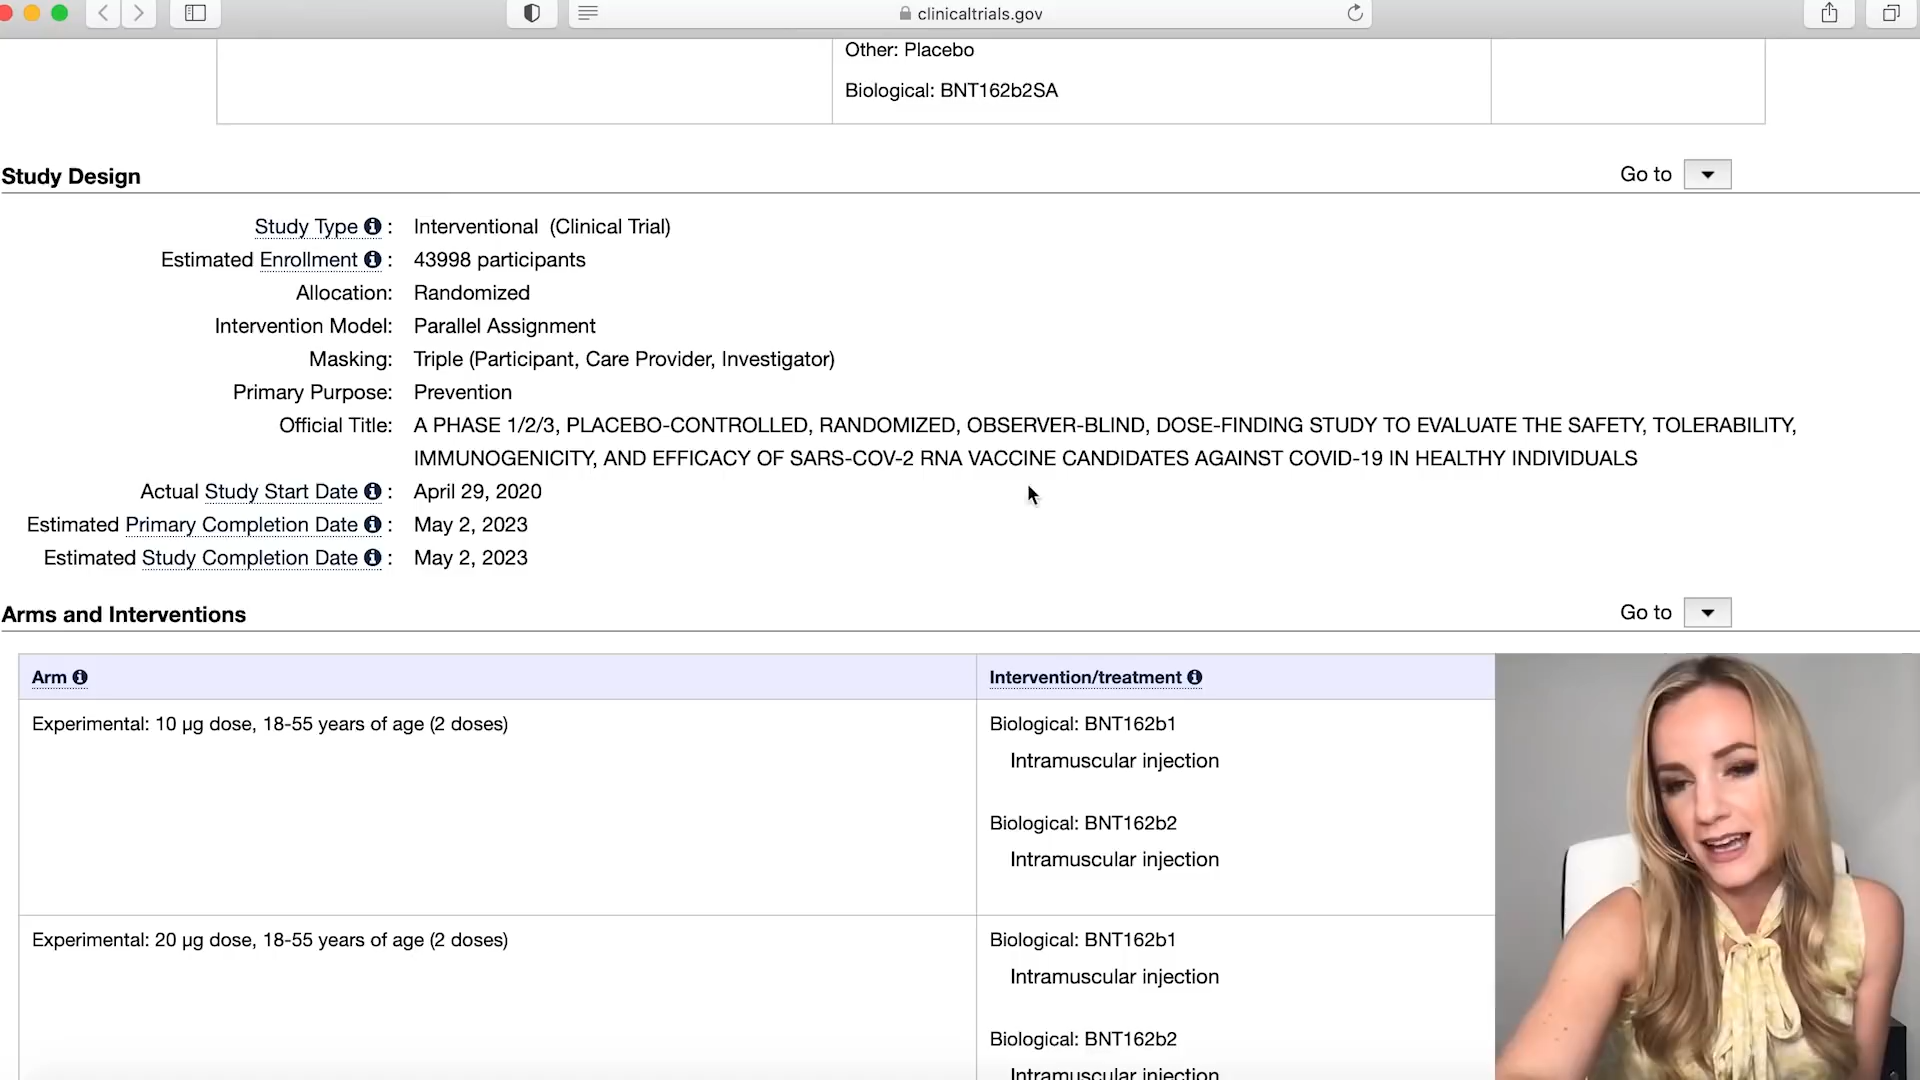 clinicaltrials.gov
Other: Placebo
Biological: BNT162b2SA
Study Design
Go to
Study Type : Interventional (Clinical Trial)
Estimated Enrollment : 43998 participants
Allocation: Randomized
Intervention Model: Parallel Assignment
Masking: Triple (Participant, Care Provider, Investigator)
Primary Purpose: Prevention
Official Title: A PHASE 1/2/3, PLACEBO-CONTROLLED, RANDOMIZED, OBSERVER-BLIND, DOSE-FINDING STUDY TO EVALUATE THE SAFETY, TOLERABILITY,
IMMUNOGENICITY, AND EFFICACY OF SARS-COV-2 RNA VACCINE CANDIDATES AGAINST COVID-19 IN HEALTHY INDIVIDUALS
Actual Study Start Date : April 29, 2020
Estimated Primary Completion Date : May 2, 2023
Estimated Study Completion Date : May 2, 2023
Arms and Interventions
Go to
Arm
Intervention/treatment
Experimental: 10 µg dose, 18-55 years of age (2 doses)
Biological: BNT162b1
Intramuscular injection
Biological: BNT162b2
Intramuscular injection
Experimental: 20 µg dose, 18-55 years of age (2 doses)
Biological: BNT162b1
Intramuscular injection
Biological: BNT162b2
Intramuscular injection